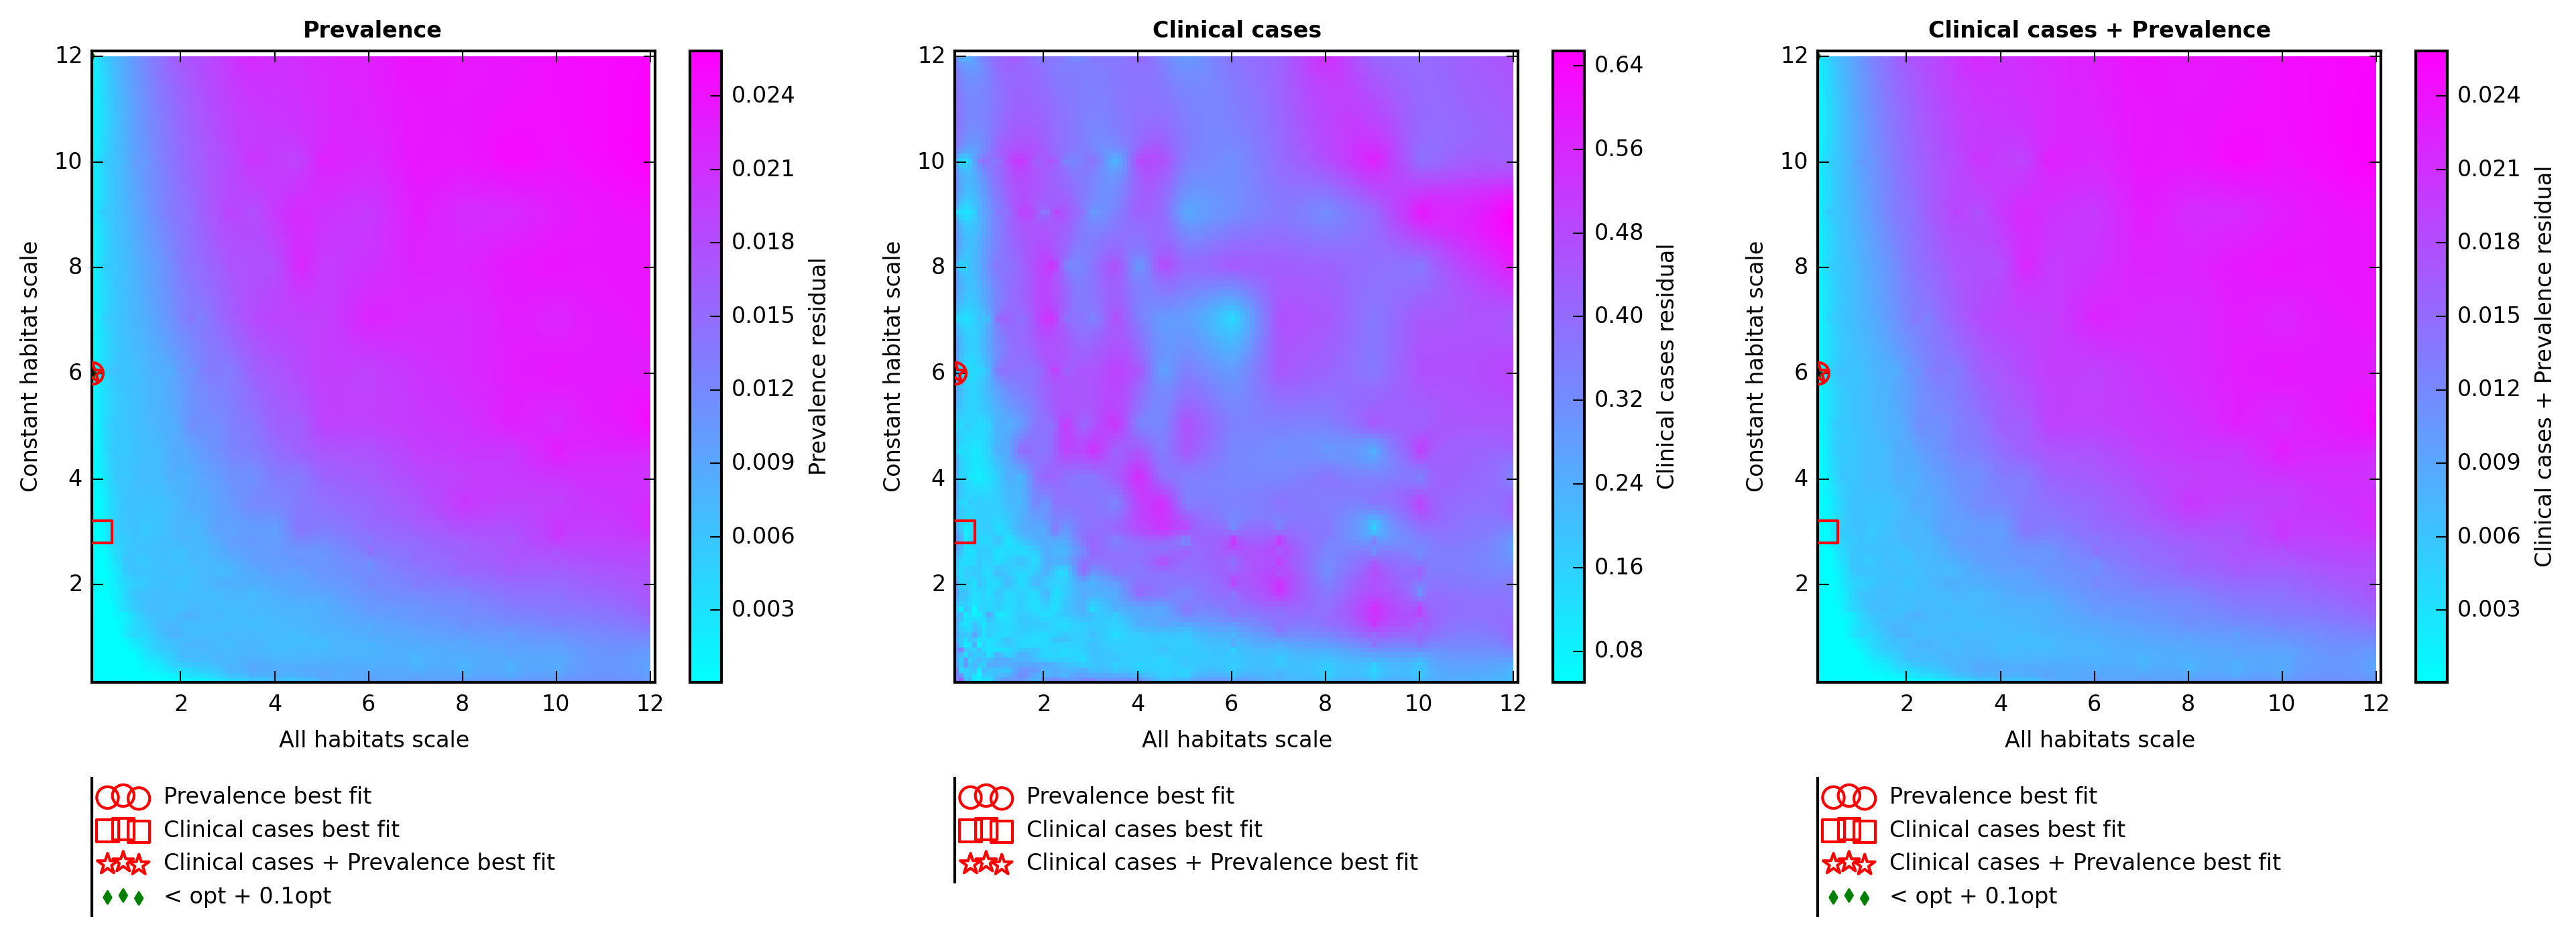 Prevalence
12
10
8
6
4
2
2 4 6 8 10 12
Constant habitat scale
All habitats scale
0.024
0.021
0.018
0.015
0.012
0.009
0.006
0.003
Prevalence residual
Prevalence best fit
Clinical cases best fit
Clinical cases + Prevalence best fit
< opt + 0.1opt
Clinical cases
12
10
8
6
4
2
2 4 6 8 10 12
Constant habitat scale
All habitats scale
0.64
0.56
0.48
0.40
0.32
0.24
0.16
0.08
Clinical cases residual
Prevalence best fit
Clinical cases best fit
Clinical cases + Prevalence best fit
Clinical cases + Prevalence
12
10
8
6
4
2
2 4 6 8 10 12
Constant habitat scale
All habitats scale
0.024
0.021
0.018
0.015
0.012
0.009
0.006
0.003
Clinical cases + Prevalence residual
Prevalence best fit
Clinical cases best fit
Clinical cases + Prevalence best fit
< opt + 0.1opt